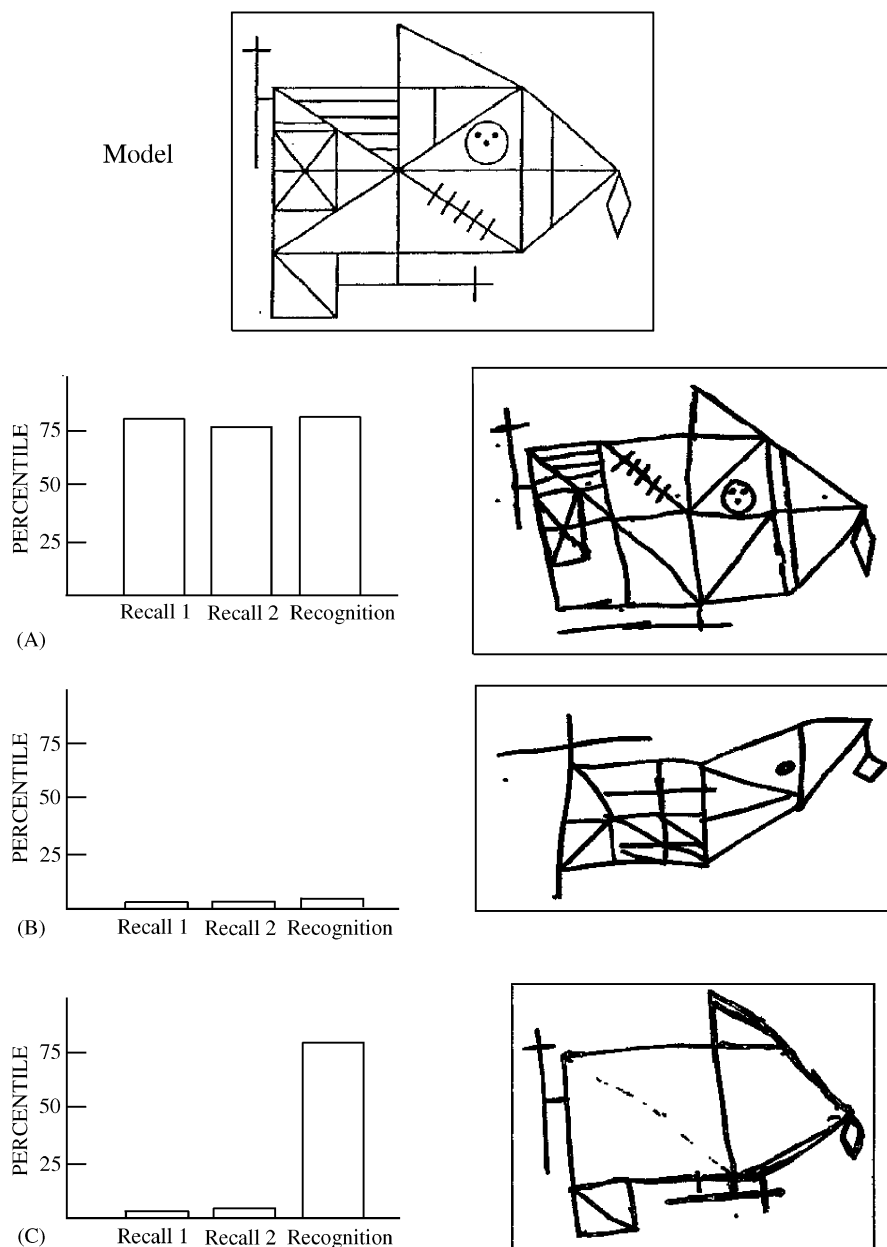 Model
PERCENTILE
75
50
25
Recall 1 Recall 2 Recognition
(A)
PERCENTILE
75
50
25
Recall 1 Recall 2 Recognition
(B)
PERCENTILE
75
50
25
Recall 1 Recall 2 Recognition
(C)